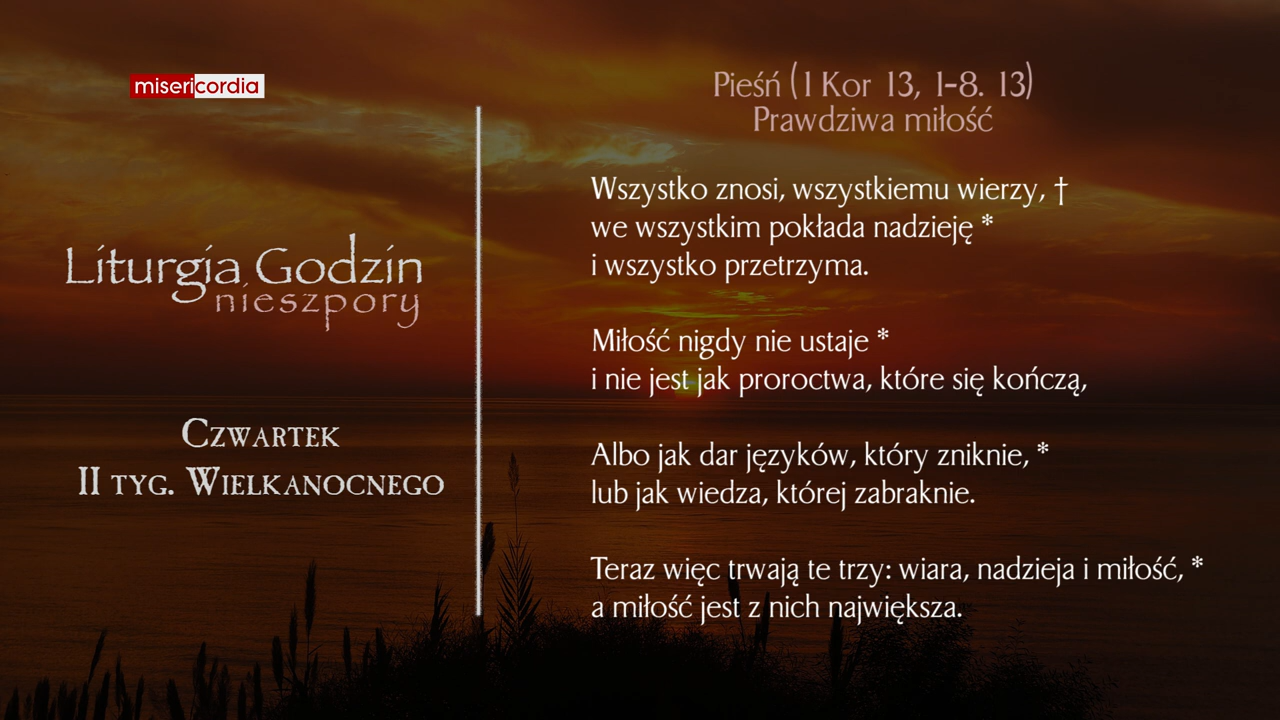 misericordia
Liturgia Godzin
nieszpory
Czwartek
II tyg. Wielkanocnego
Pieśń (1 Kor 13, 1-8. 13)
Prawdziwa miłość
Wszystko znosi, wszystkiemu wierzy, †
we wszystkim pokłada nadzieję *
i wszystko przetrzyma.
Miłość nigdy nie ustaje *
i nie jest jak proroctwa, które się kończą,
Albo jak dar języków, który zniknie, *
lub jak wiedza, której zabraknie.
Teraz więc trwają te trzy: wiara, nadzieja i miłość, *
a miłość jest z nich największa.